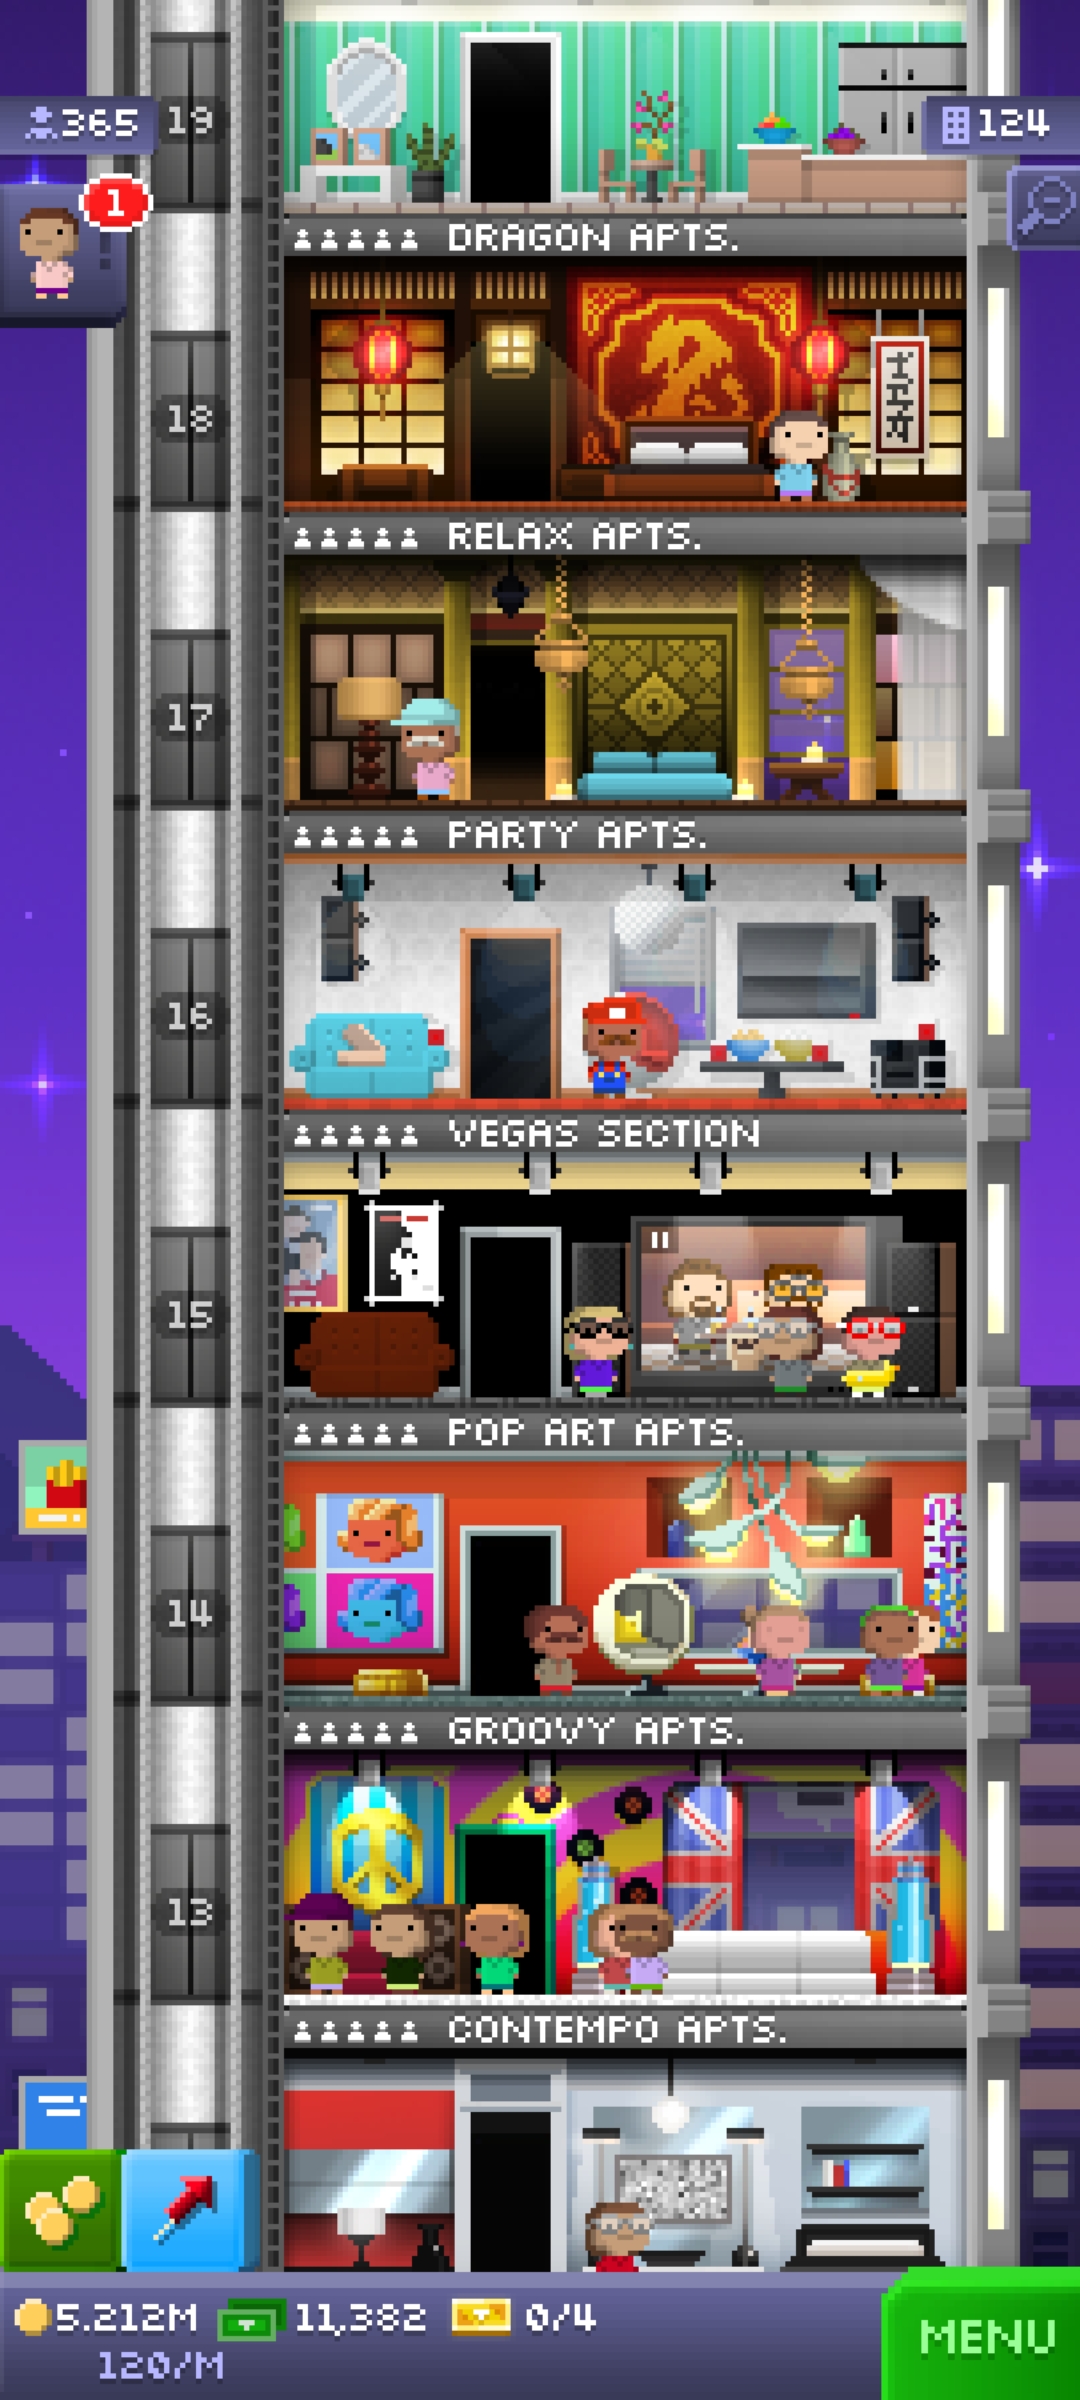 365
19
124
1
DRAGON APTS.
18
RELAX APTS.
17
PARTY APTS.
16
VEGAS SECTION
15
POP ART APTS.
14
GROOVY APTS.
13
CONTEMPO APTS.
5.212M
11,382
0/4
MENU
120/M